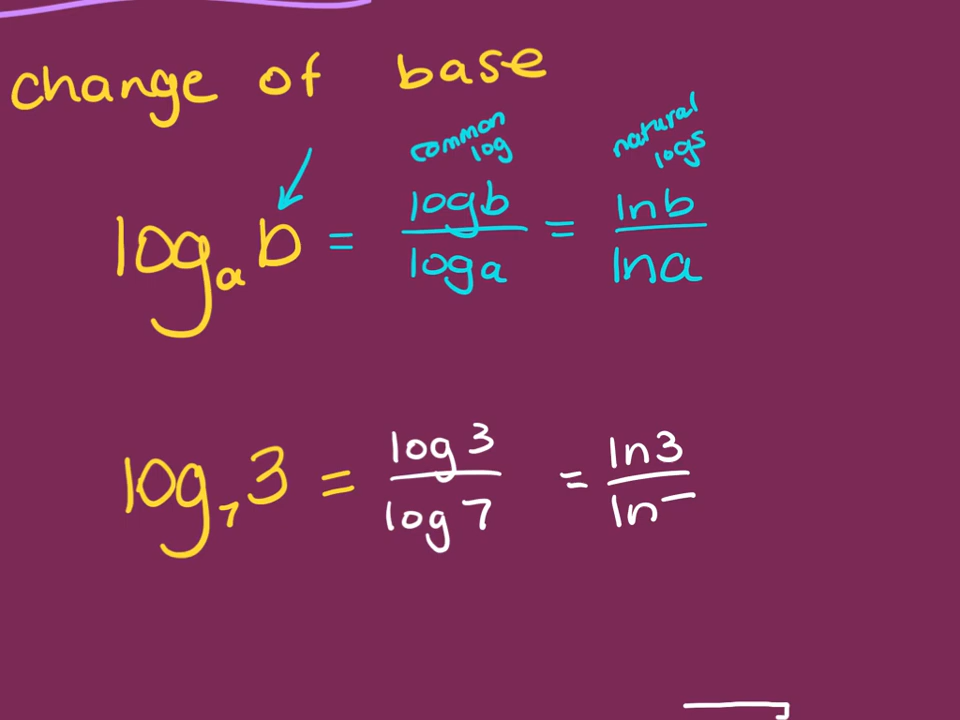 change of base
common log natural logs
log_a b = log b / log a = ln b / ln a
log_7 3 = log 3 / log 7 = ln 3 / ln